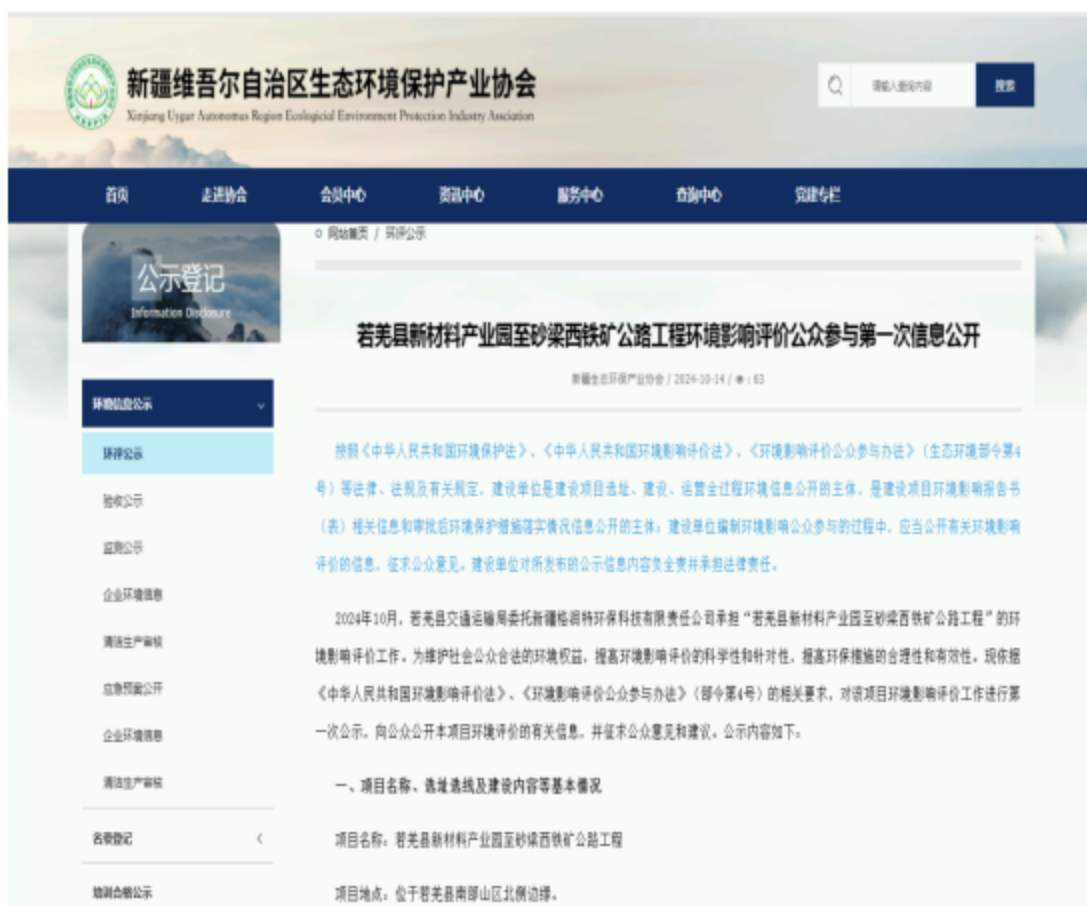 新疆维吾尔自治区生态环境保护产业协会
Xinjiang Uygur Autonomous Region Ecologicial Environment Protection Industry Assciation
请输入查询内容
搜索
首页 走进协会 会员中心 资讯中心 服务中心 查询中心 党建专栏
网站首页 / 环评公示
公示登记
Information Disclosure
若羌县新材料产业园至砂梁西铁矿公路工程环境影响评价公众参与第一次信息公开
新疆生态环保产业协会 / 2024-10-14 / : 63
环境信息公示
环评公示
验收公示
监测公示
企业环境信息
清洁生产审核
应急预案公开
企业环境信息
清洁生产审核
名录登记
培训合格公示
按照《中华人民共和国环境保护法》、《中华人民共和国环境影响评价法》、《环境影响评价公众参与办法》(生态环境部令第4
号)等法律、法规及有关规定,建设单位是建设项目选址、建设、运营全过程环境信息公开的主体,是建设项目环境影响报告书
(表)相关信息和审批后环境保护措施落实情况信息公开的主体;建设单位编制环境影响公众参与的过程中,应当公开有关环境影响
评价的信息,征求公众意见。建设单位对所发布的公示信息内容负全责并承担法律责任。
2024年10月,若羌县交通运输局委托新疆格润特环保科技有限责任公司承担“若羌县新材料产业园至砂梁西铁矿公路工程”的环
境影响评价工作。为维护社会公众合法的环境权益,提高环境影响评价的科学性和针对性,提高环保措施的合理性和有效性,现依据
《中华人民共和国环境影响评价法》、《环境影响评价公众参与办法》(部令第4号)的相关要求,对该项目环境影响评价工作进行第
一次公示,向公众公开本项目环境评价的有关信息,并征求公众意见和建议。公示内容如下:
一、项目名称、选址选线及建设内容等基本情况
项目名称:若羌县新材料产业园至砂梁西铁矿公路工程
项目地点:位于若羌县南部山区北侧边缘。